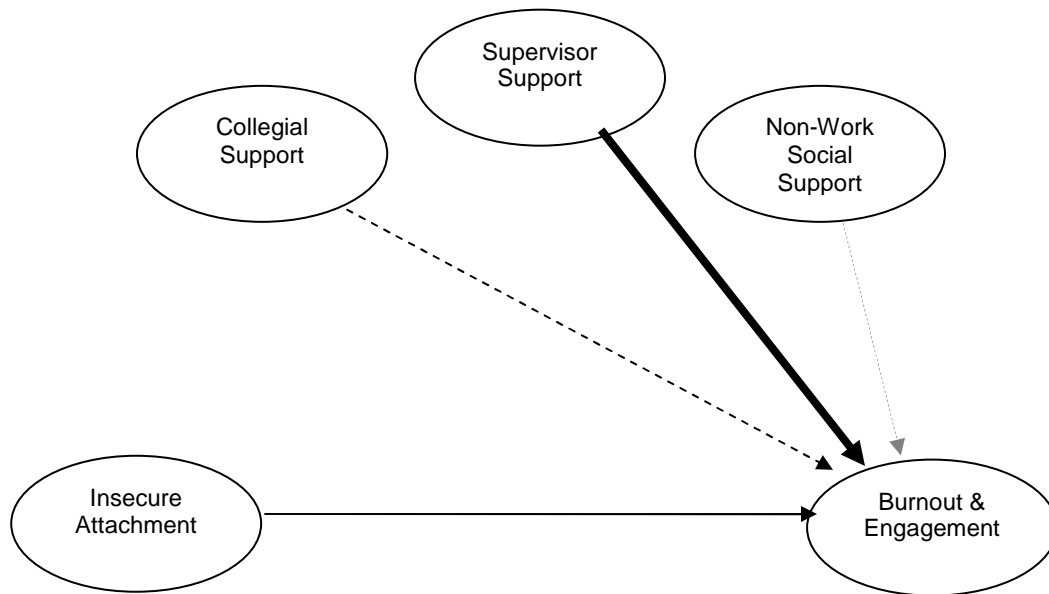 Supervisor
Support
Collegial
Support
Non-Work
Social
Support
Insecure
Attachment
Burnout &
Engagement